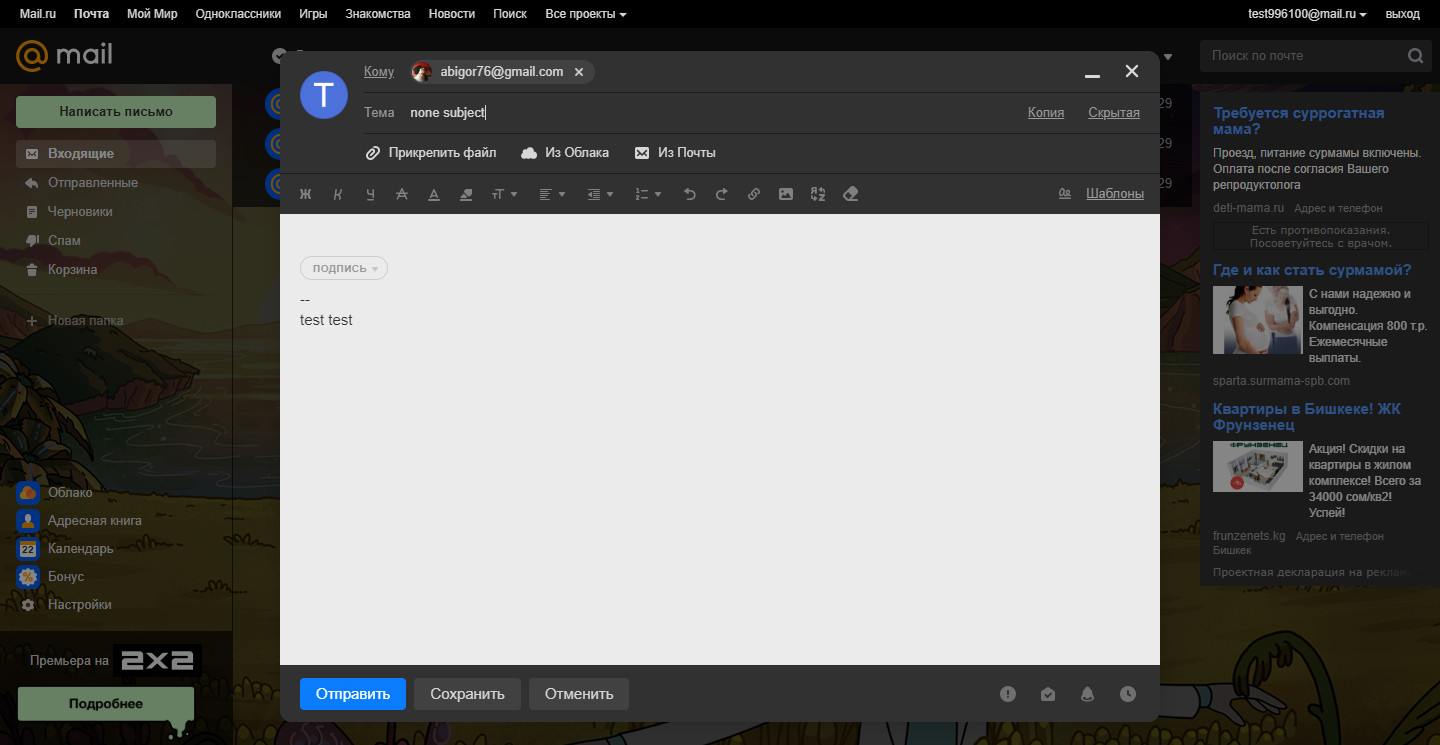 Mail.ru Почта Мой Мир Одноклассники Игры Знакомства Новости Поиск Все проекты test996100@mail.ru выход
@mail
Поиск по почте
Написать письмо
Входящие
Отправленные
Черновики
Спам
Корзина
Новая папка
Облако
Адресная книга
22 Календарь
Бонус
Настройки
Премьера на 2x2
Подробнее
T
Кому abigor76@gmail.com
Тема none subject Копия Скрытая
Прикрепить файл Из Облака Из Почты
Ж К Ч А А тТ Шаблоны
подпись
--
test test
Отправить Сохранить Отменить
29
29
29
Требуется суррогатная
мама?
Проезд, питание сурмамы включены.
Оплата после согласия Вашего
репродуктолога
deti-mama.ru Адрес и телефон
Есть противопоказания.
Посоветуйтесь с врачом.
Где и как стать сурмамой?
С нами надежно и
выгодно.
Компенсация 800 т.р.
Ежемесячные
выплаты.
sparta.surmama-spb.com
Квартиры в Бишкеке! ЖК
Фрунзенец
ФРУНЗЕНЕЦ
Акция! Скидки на
квартиры в жилом
комплексе! Всего за
34000 сом/кв2!
Успей!
frunzenets.kg Адрес и телефон
Бишкек
Проектная декларация на реклам